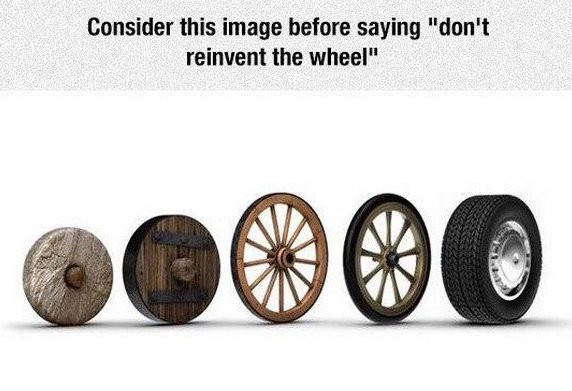 Consider this image before saying "don't
reinvent the wheel"